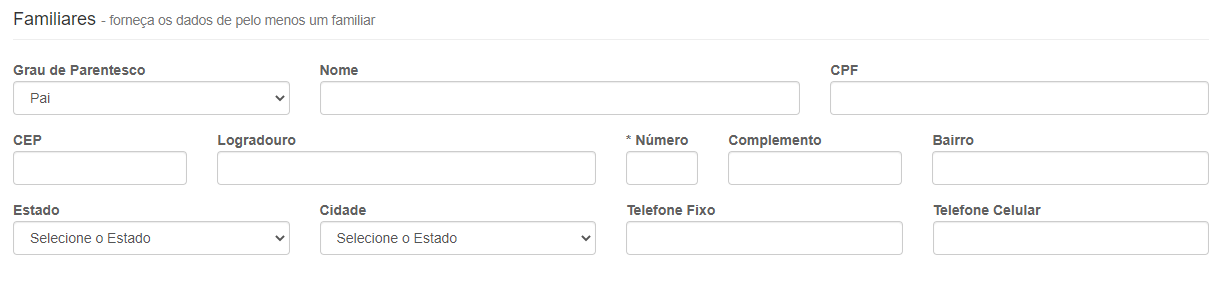 Familiares - forneça os dados de pelo menos um familiar
Grau de Parentesco Nome CPF
Pai
CEP Logradouro * Número Complemento Bairro
Estado Cidade Telefone Fixo Telefone Celular
Selecione o Estado Selecione o Estado